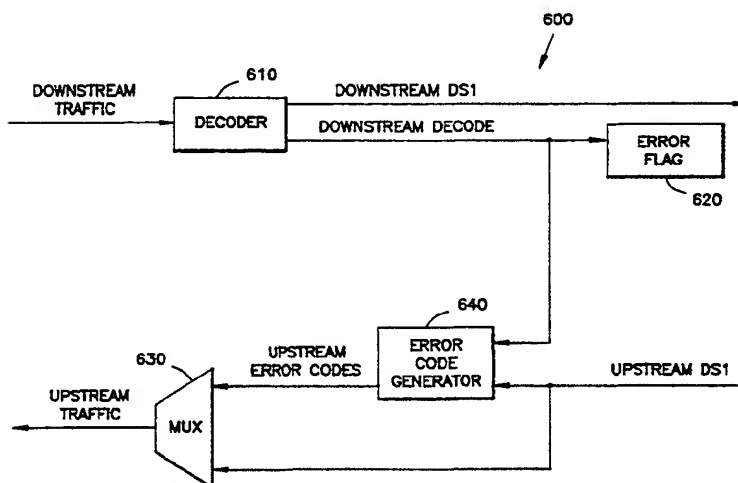 600
610
DOWNSTREAM
TRAFFIC
DECODER
DOWNSTREAM DS1
DOWNSTREAM DECODE
ERROR
FLAG
620
640
630
UPSTREAM
ERROR CODES
ERROR
CODE
GENERATOR
UPSTREAM DS1
UPSTREAM
TRAFFIC
MUX